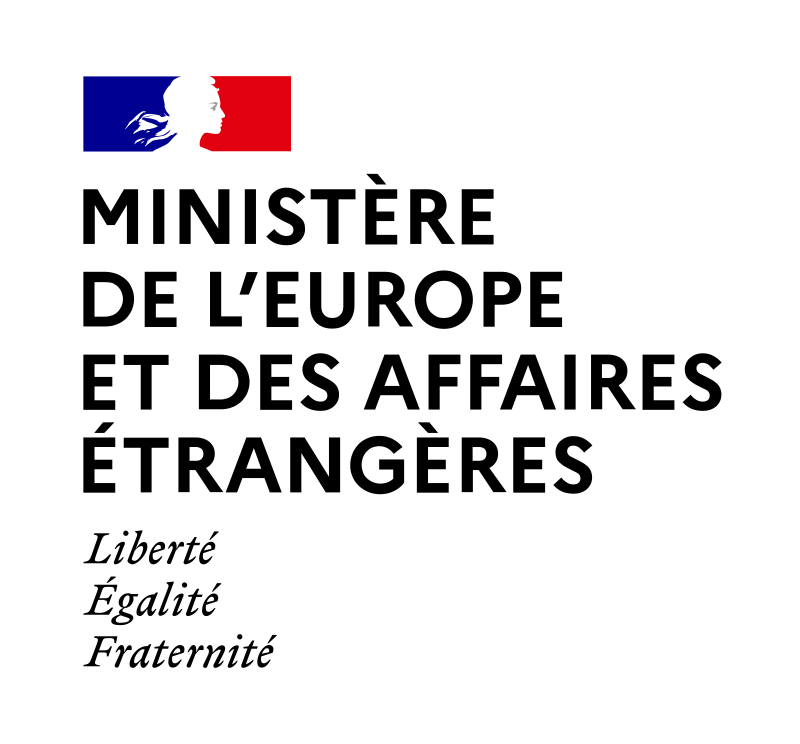 MINISTÈRE
DE L’EUROPE
ET DES AFFAIRES
ÉTRANGÈRES
Liberté
Égalité
Fraternité